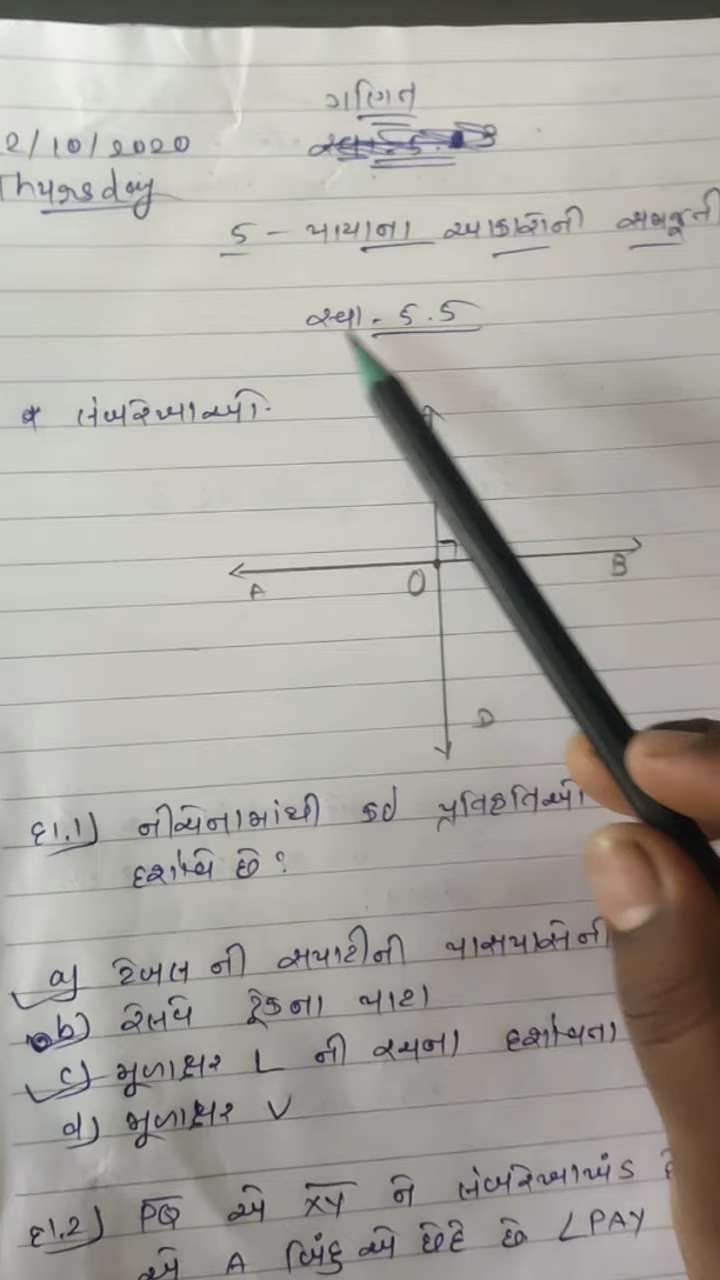 ગણિત
2/10/2020
Thursday
5 - પાયાના આકારોની સમજૂતી
સ્વા. 5.5
* લંબરેખાઓ.
A
O
B
D
દા.1) નીચેનામાંથી કઈ પ્રતિકૃતિઓ
દર્શાવે છે?
a) ટેબલ ની સપાટીની પાસપાસેની
b) રેલવે ટ્રેકના પાટા
c) મૂળાક્ષર L ની રચના દર્શાવતા
d) મૂળાક્ષર V
દા.2) PQ એ XY ને લંબરેખાખંડ
એ A બિંદુ એ છેદે છે ∠PAY